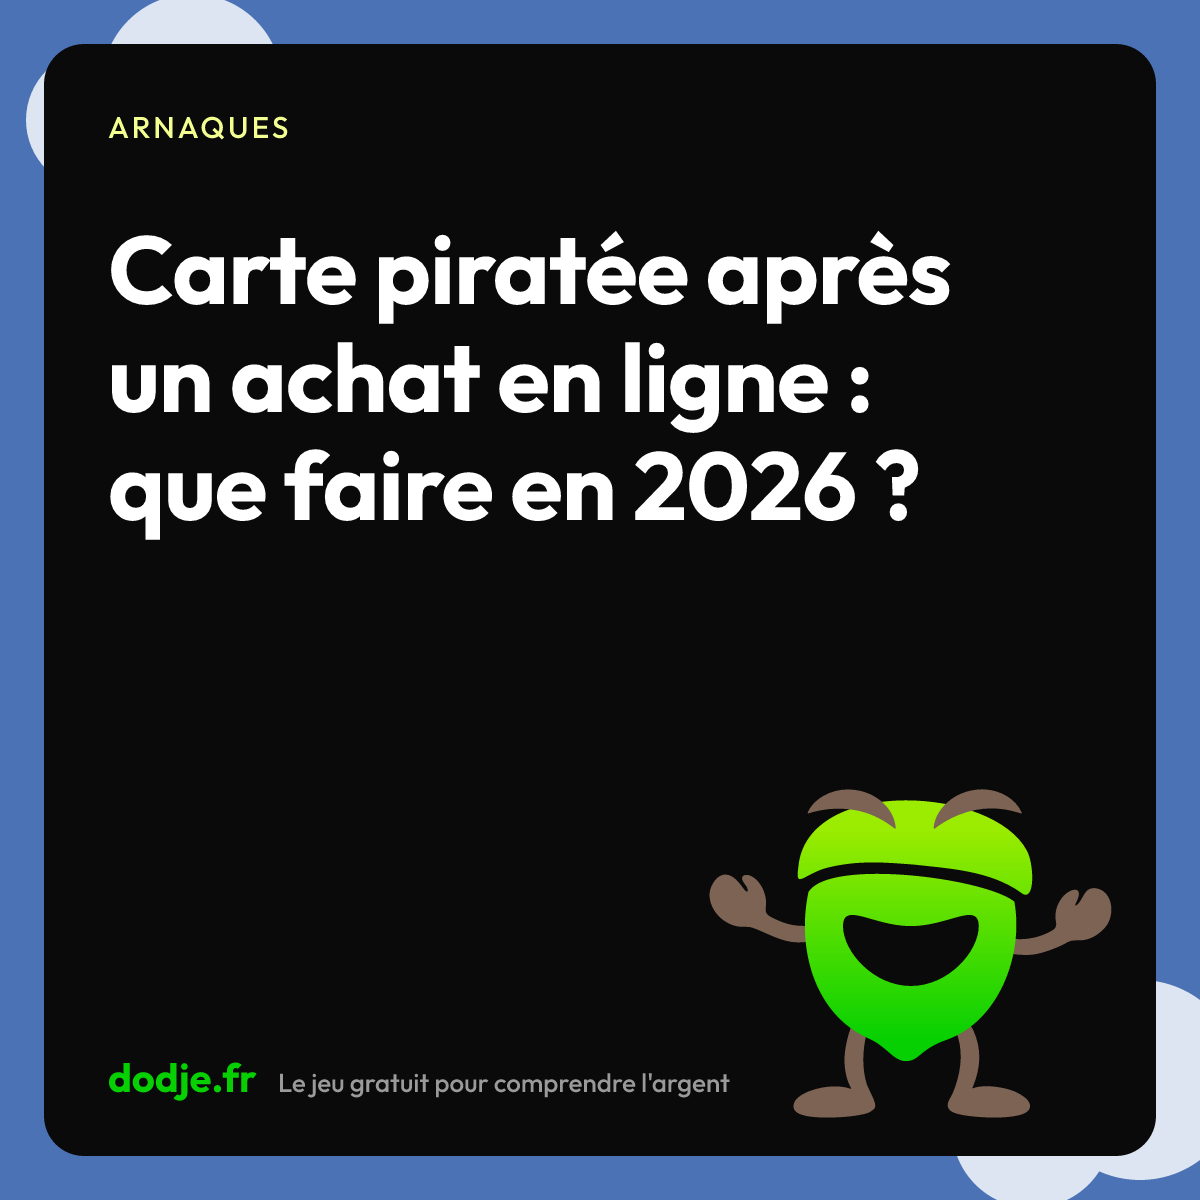 ARNAQUES
Carte piratée après
un achat en ligne :
que faire en 2026 ?
dodje.fr Le jeu gratuit pour comprendre l'argent